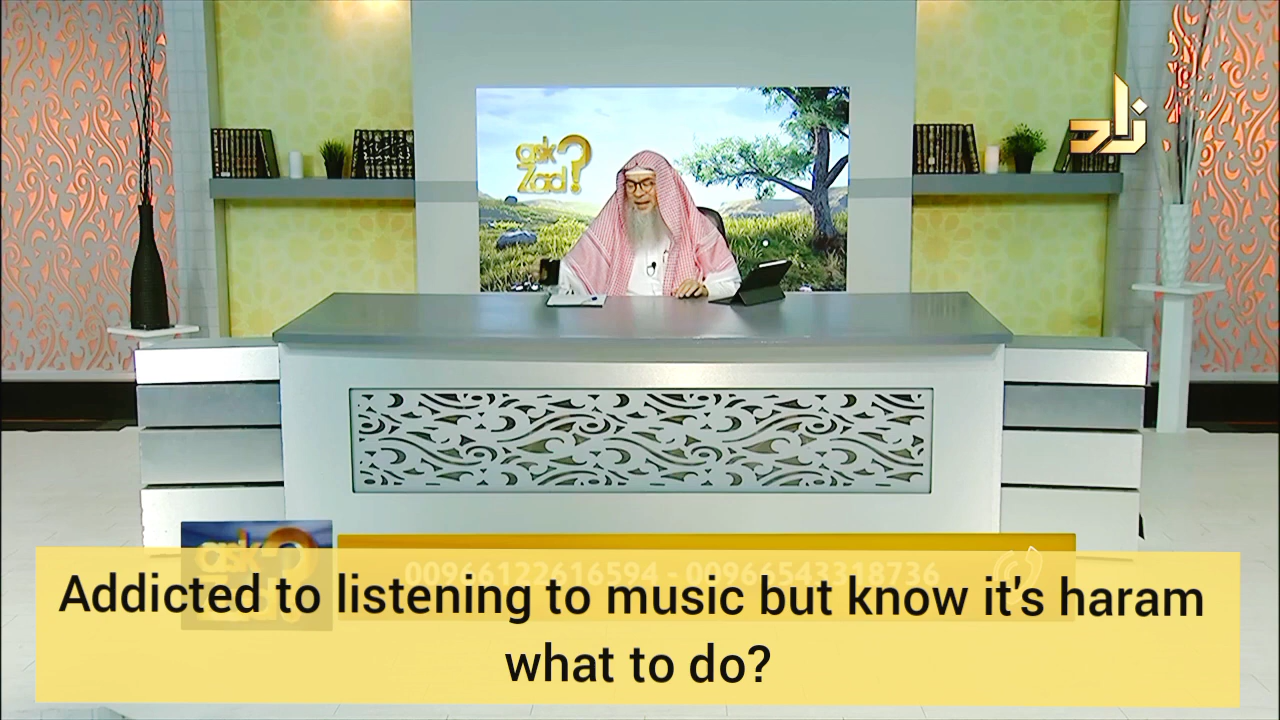 ask
Zad?
زاد
00966122616594 - 00966543318736
Addicted to listening to music but know it's haram
what to do?